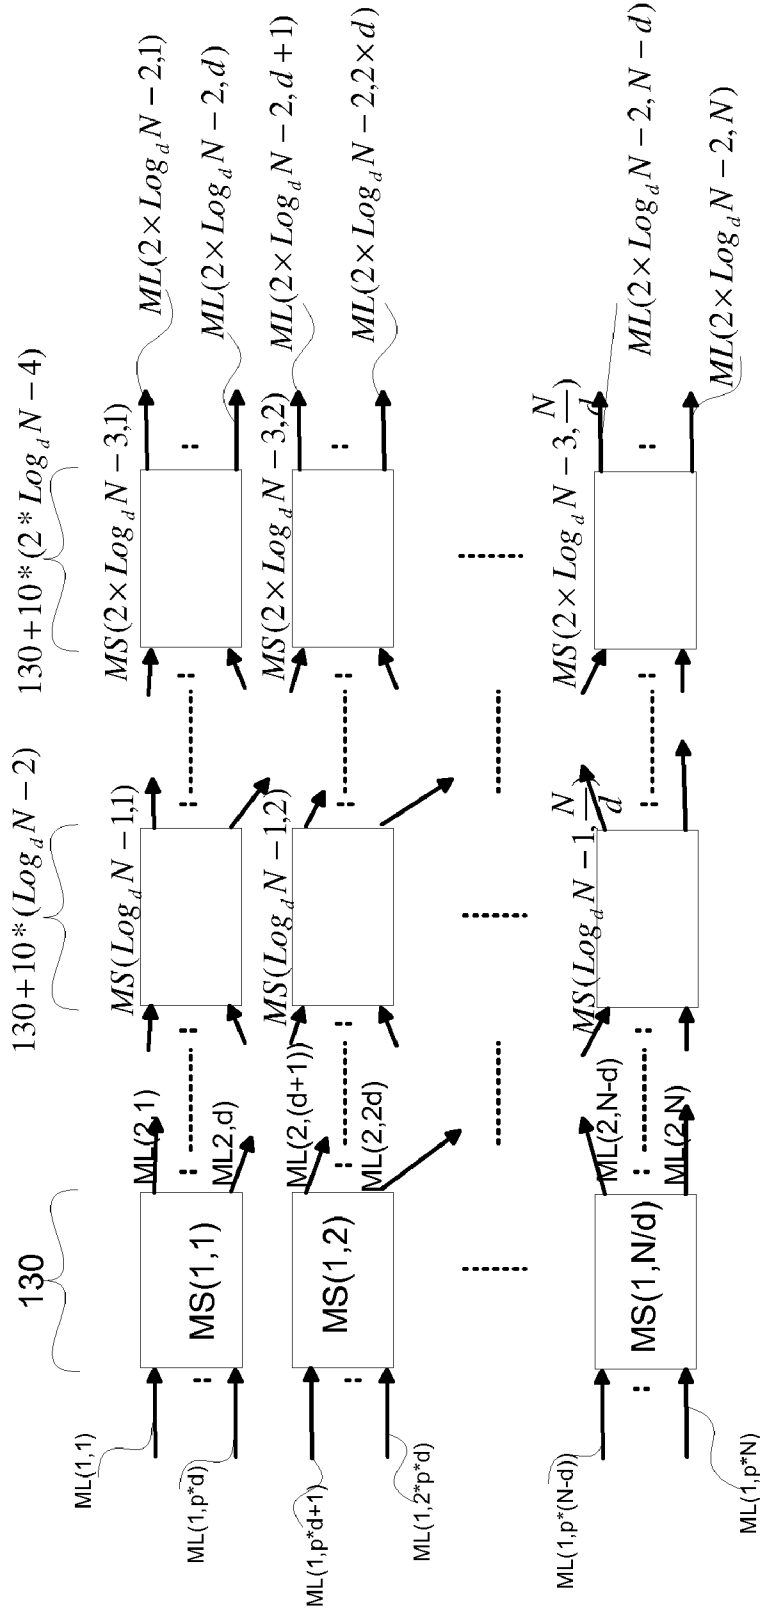 130
130+10*(Log_d N−2)
130+10*(2*Log_d N−4)
ML(1,1)
MS(1,1)
ML(2,1)
MS(Log_d N−1,1)
MS(2×Log_d N−3,1)
ML(2×Log_d N−2,1)
ML(1,p*d)
ML2,d)
ML(2×Log_d N−2,d)
ML(1,p*d+1)
MS(1,2)
ML(2,(d+1))
MS(Log_d N−1,2)
MS(2×Log_d N−3,2)
ML(2×Log_d N−2,d+1)
ML(1,2*p*d)
ML(2,2d)
ML(2×Log_d N−2,2×d)
ML(1,p*(N-d))
MS(1,N/d)
ML(2,N-d)
MS(Log_d N−1,N/d)
MS(2×Log_d N−3,N/d)
ML(2×Log_d N−2,N−d)
ML(1,p*N)
ML(2,N)
ML(2×Log_d N−2,N)